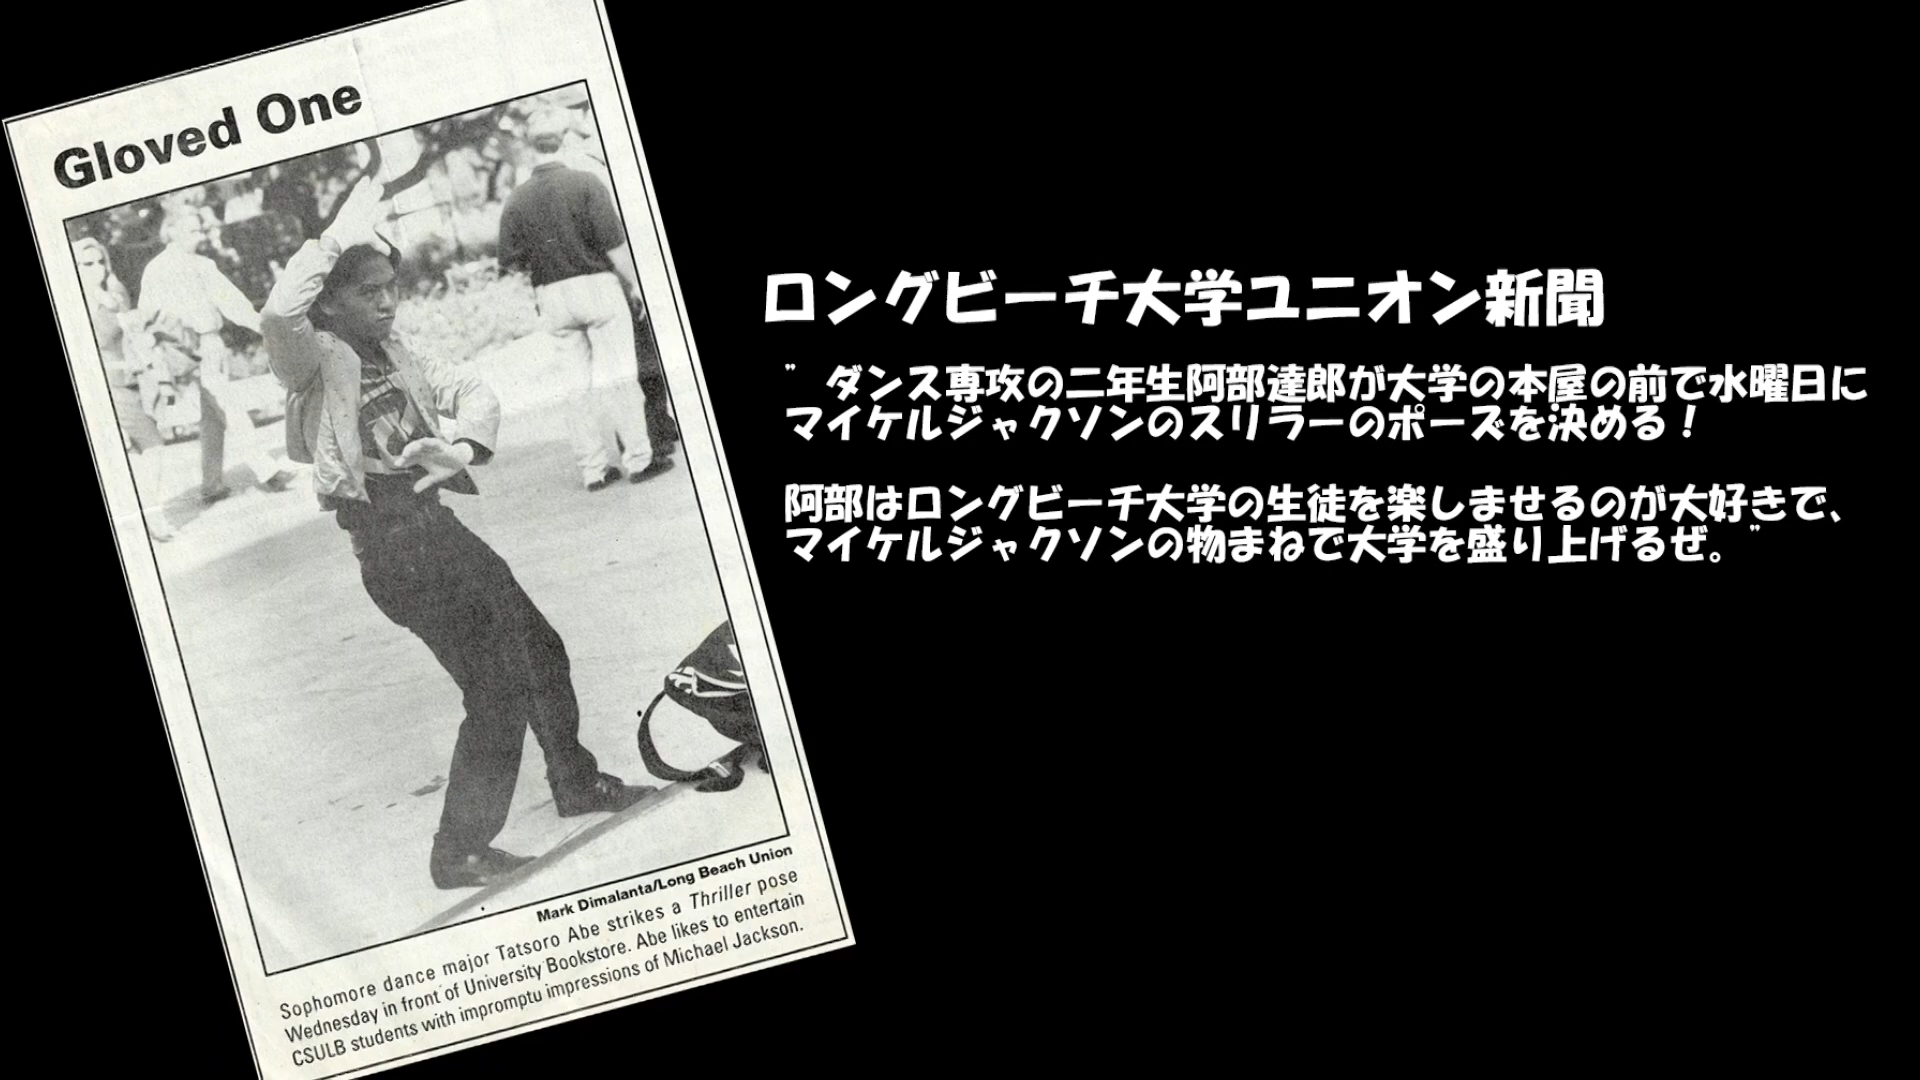 Gloved One
Mark Dimalanta/Long Beach Union
Sophomore dance major Tatsoro Abe strikes a Thriller pose
Wednesday in front of University Bookstore. Abe likes to entertain
CSULB students with impromptu impressions of Michael Jackson.
ロングビーチ大学ユニオン新聞
” ダンス専攻の二年生阿部達郎が大学の本屋の前で水曜日に
マイケルジャクソンのスリラーのポーズを決める！
阿部はロングビーチ大学の生徒を楽しませるのが大好きで、
マイケルジャクソンの物まねで大学を盛り上げるぜ。”